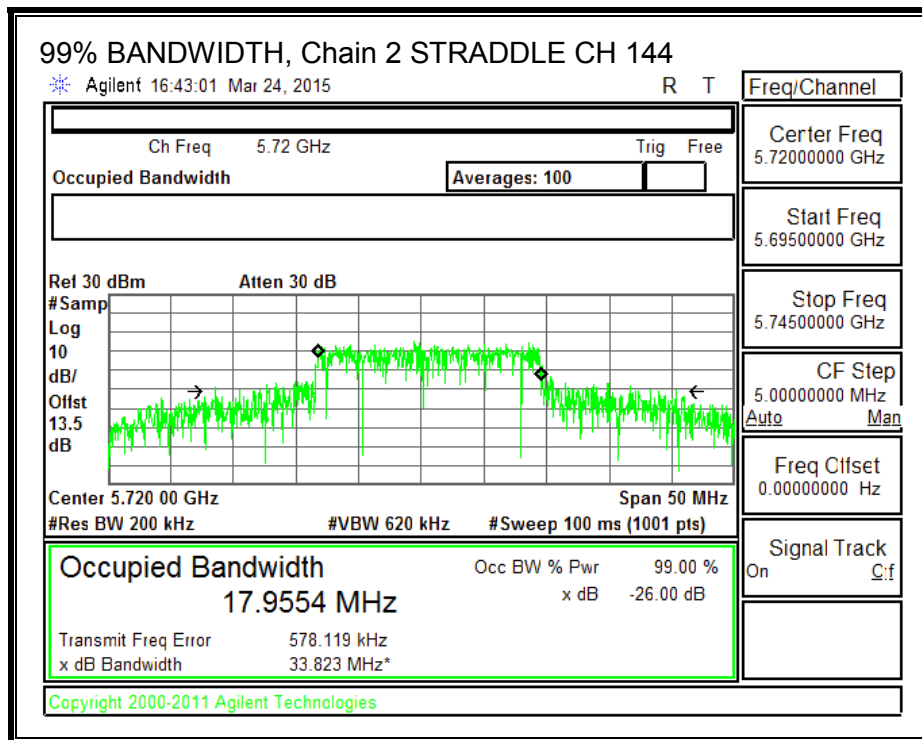 99% BANDWIDTH, Chain 2 STRADDLE CH 144
Agilent 16:43:01 Mar 24, 2015 R T
Freq/Channel
Ch Freq 5.72 GHz Trig Free
Occupied Bandwidth Averages: 100
Center Freq
5.72000000 GHz
Start Freq
5.69500000 GHz
Stop Freq
5.74500000 GHz
CF Step
5.00000000 MHz
Auto Man
Freq Offset
0.00000000 Hz
Signal Track
On Off
Ref 30 dBm Atten 30 dB
#Samp
Log
10
dB/
Offst
13.5
dB
Center 5.720 00 GHz Span 50 MHz
#Res BW 200 kHz #VBW 620 kHz #Sweep 100 ms (1001 pts)
Occupied Bandwidth Occ BW % Pwr 99.00 %
17.9554 MHz x dB -26.00 dB
Transmit Freq Error 578.119 kHz
x dB Bandwidth 33.823 MHz*
Copyright 2000-2011 Agilent Technologies